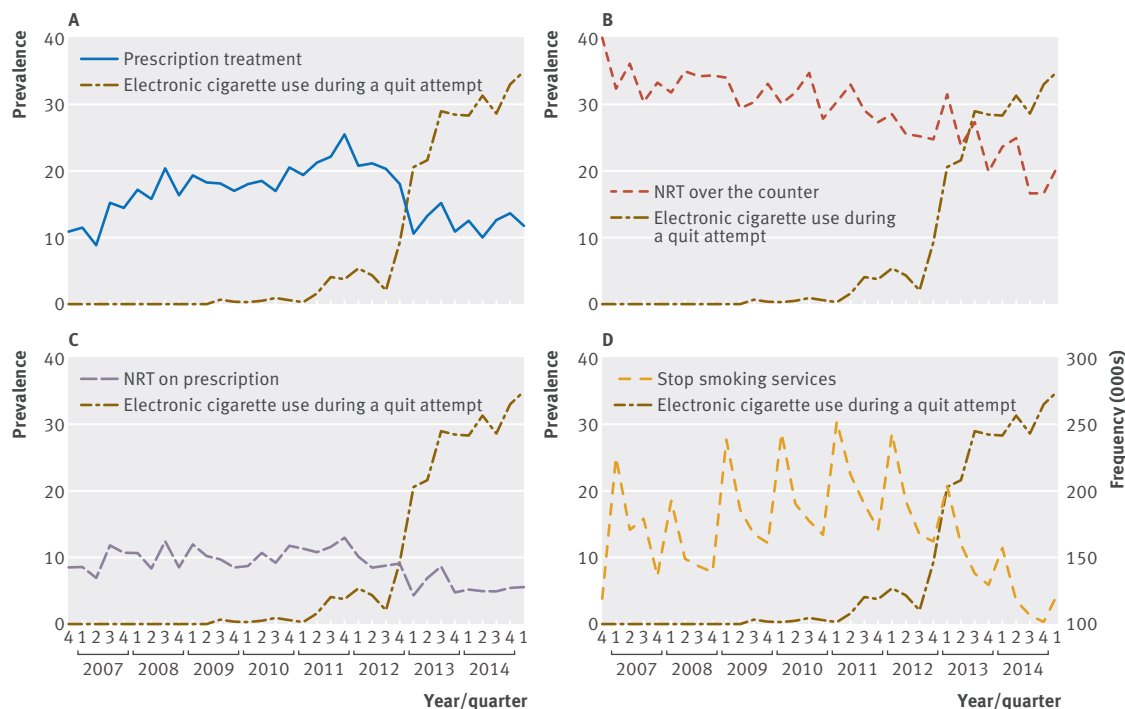 A
Prevalence
40
30
20
10
0
Prescription treatment
Electronic cigarette use during a quit attempt
B
Prevalence
40
30
20
10
0
NRT over the counter
Electronic cigarette use during
a quit attempt
C
Prevalence
40
30
20
10
0
NRT on prescription
Electronic cigarette use during a quit attempt
4 1 2 3 4 1 2 3 4 1 2 3 4 1 2 3 4 1 2 3 4 1 2 3 4 1 2 3 4 1 2 3 4 1
2007 2008 2009 2010 2011 2012 2013 2014
Year/quarter
D
Prevalence
40
30
20
10
0
Stop smoking services
Electronic cigarette use during a quit attempt
300
250
200
150
100
Frequency (000s)
4 1 2 3 4 1 2 3 4 1 2 3 4 1 2 3 4 1 2 3 4 1 2 3 4 1 2 3 4 1 2 3 4 1
2007 2008 2009 2010 2011 2012 2013 2014
Year/quarter